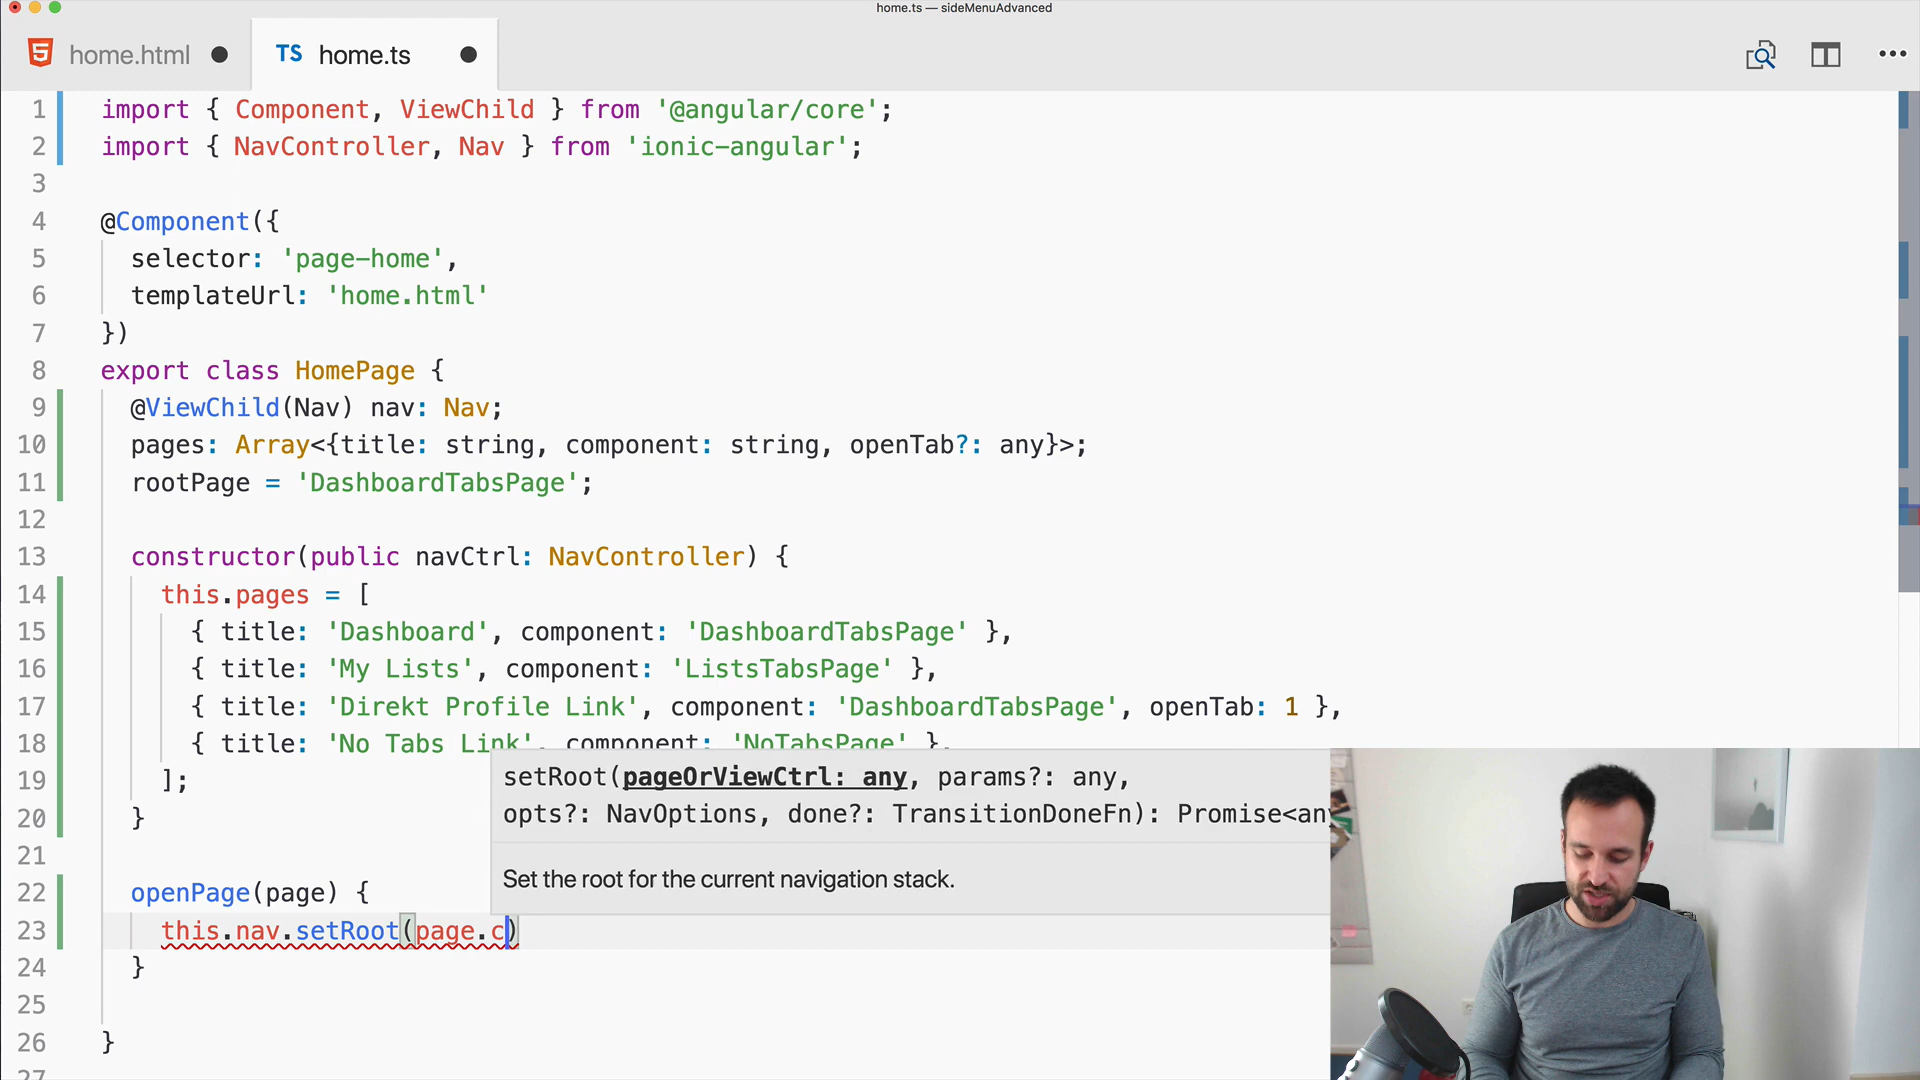 home.ts — sideMenuAdvanced
home.html
TS home.ts
1 import { Component, ViewChild } from '@angular/core';
2 import { NavController, Nav } from 'ionic-angular';
3
4 @Component({
5 selector: 'page-home',
6 templateUrl: 'home.html'
7 })
8 export class HomePage {
9 @ViewChild(Nav) nav: Nav;
10 pages: Array<{title: string, component: string, openTab?: any}>;
11 rootPage = 'DashboardTabsPage';
12
13 constructor(public navCtrl: NavController) {
14 this.pages = [
15 { title: 'Dashboard', component: 'DashboardTabsPage' },
16 { title: 'My Lists', component: 'ListsTabsPage' },
17 { title: 'Direkt Profile Link', component: 'DashboardTabsPage', openTab: 1 },
18 { title: 'No Tabs Link', component: 'NoTabsPage' },
19 ];
setRoot(pageOrViewCtrl: any, params?: any,
20 }
opts?: NavOptions, done?: TransitionDoneFn): Promise<any
21
Set the root for the current navigation stack.
22 openPage(page) {
23 this.nav.setRoot(page.c)
24 }
25
26 }
27